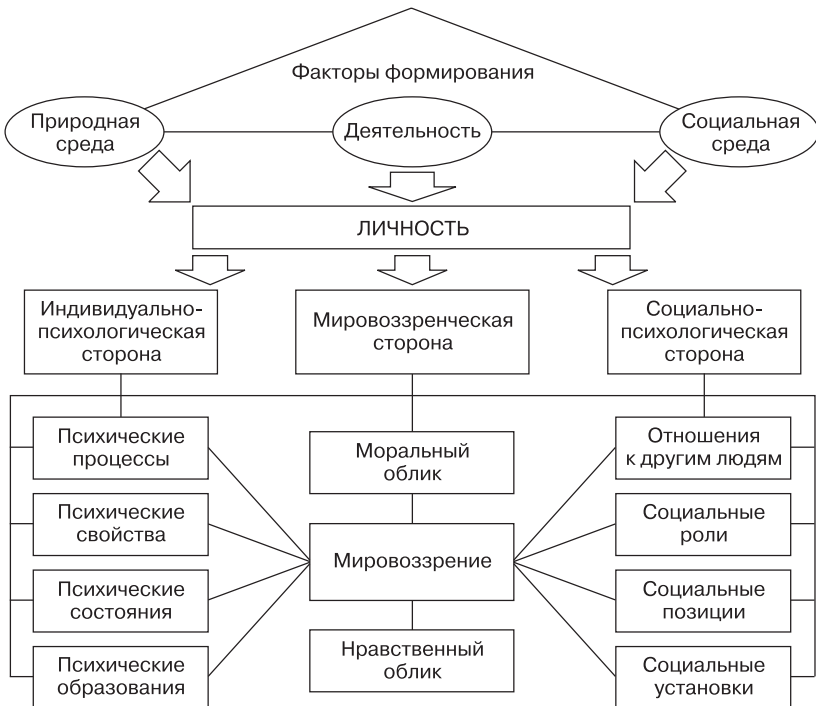 Факторы формирования
Природная
среда
Деятельность
Социальная
среда
ЛИЧНОСТЬ
Индивидуально-
психологическая
сторона
Мировоззренческая
сторона
Социально-
психологическая
сторона
Психические
процессы
Моральный
облик
Отношения
к другим людям
Психические
свойства
Мировоззрение
Социальные
роли
Психические
состояния
Социальные
позиции
Психические
образования
Нравственный
облик
Социальные
установки